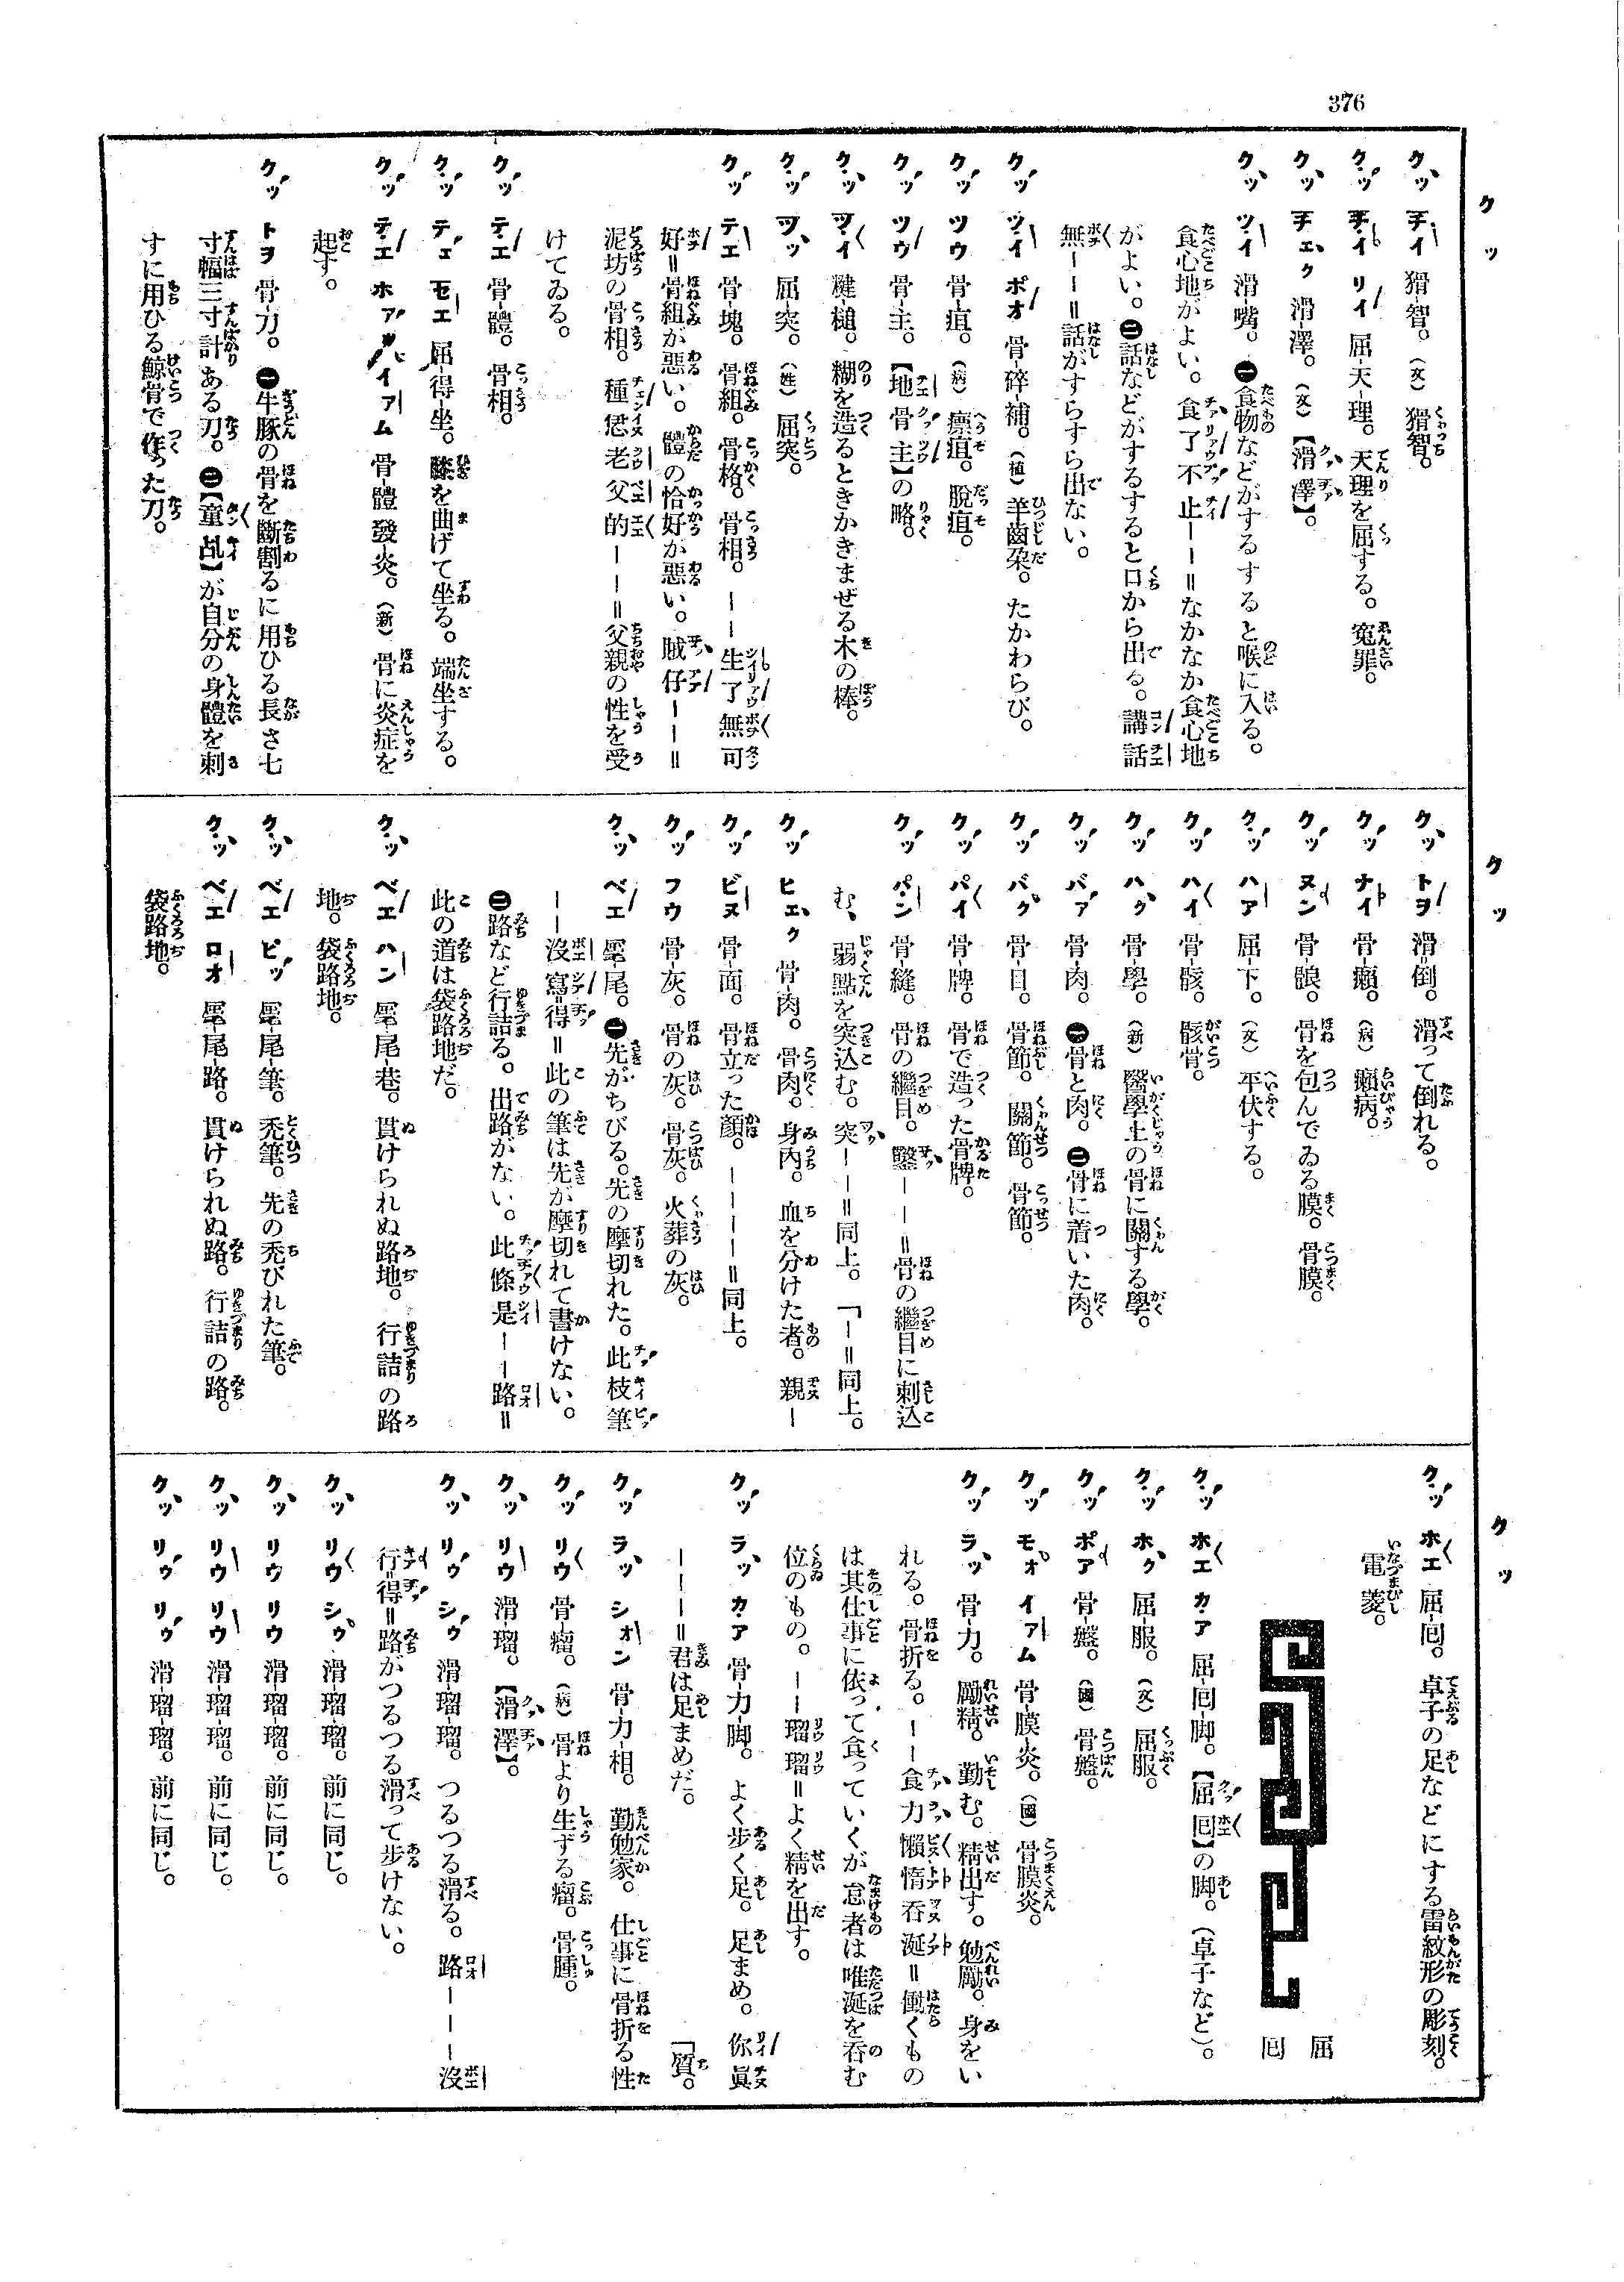 376
クッ
クッ チイ 猾-智。(文)猾智。
クッ チイ リイ 屈-天-理。天理を屈する。寃罪。
クッ チェク 滑-澤。(文)【滑澤】。
クッ ツイ 滑-嘴。㊀食物などがするすると喉に入る。
食心地がよい。食了不止ーー=なかなか食心地
がよい。㊁話などがするすると口から出る。講話
無ーー=話がすらすら出ない。
クッ ツイ ポオ 骨-碎-補。(植)羊齒朶。たかわらび。
クッ ツウ 骨-疽。(病)瘭疽。脫疽。
クッ ツウ 骨-主。【地骨主】の略。
クッ ツイ 糊を造るときかきまぜる木の棒。
クッ ツッ 屈-突。(姓)屈突。
クッ テエ 骨-塊。骨組。骨格。骨相。ーー生了無可
好=骨組が惡い。體の恰好が惡い。賊仔ーー=
泥坊の骨相。種恁老父的ーー=父親の性を受
けてゐる。
クッ テエ 骨-體。骨相。
クッ テェ モエ 屈-得-坐。膝を曲げて坐る。端坐する。
クッ テエ ホァッ イアム 骨-體 發-炎。(新)骨に炎症を
起す。
クッ トヲ 骨-刀。㊀牛豚の骨を斷割るに用ひる長さ七
寸幅三寸計ある刀。㊁【童乩】が自分の身體を刺
すに用ひる鯨骨で作った刀。
クッ
クッ トヲ 滑-倒。滑って倒れる。
クッ ナイ 骨-癩。(病)癩病。
クッ ヌン 骨を包んでゐる膜。骨膜。
クッ ハア 屈-下。(文)平伏する。
クッ ハイ 骨-骸。骸骨。
クッ ハク 骨-學。(新)醫學上の骨に關する學。
クッ バァ 骨-肉。㊀骨と肉。㊁骨に着いた肉。
クッ バク 骨-目。骨節。關節。骨節。
クッ パイ 骨-牌。骨で造った骨牌。
クッ パン 骨-縫。骨の繼目。鑿ーー=骨の繼目に刺込
む、弱點を突込む。突ーー=同上。「ーー=同上。
クッ ヒェク 骨-肉。骨肉。身內。血を分けた者。親ー
クッ ビヌ 骨-面。骨立った顏。ーーーー=同上。
クッ フウ 骨-灰。骨の灰。骨灰。火葬の灰。
クッ ベエ 尾。㊀先がちびる。先の摩切れた。此枝筆
ーー沒寫-得=此の筆は先が摩切れて書けない。
㊁路など行詰る。出路がない。此條是ーー路=
此の道は袋路地だ。
クッ ベエ ハン 尾-巷。貫けられぬ路地。行詰の路
地。袋路地。
クッ ベエ ピッ 尾-筆。禿筆。先の禿びれた筆。
クッ ベエ ロオ 尾-路。貫けられぬ路。行詰の路。
袋路地。
クッ
クッ ホエ 屈-囘。卓子の足などにする雷紋形の彫刻。
電菱。
屈囘
クッ ホエ カア 屈-囘-脚。【屈囘】の脚。(卓子など)。
クッ ホク 屈-服。(文)屈服。
クッ ポア 骨-盤。(國)骨盤。
クッ モオ イアム 骨-膜-炎。(國)骨膜炎。
クッ ラッ 骨-力。勵精。勤む。精出す。勉勵。身をい
れる。骨折る。ーー食力懶惰吞涎=働くもの
は其仕事に依って食っていくが怠者は唯涎を吞む
位のもの。ーー瑠瑠=よく精を出す。
クッ ラッ カア 骨-力-脚。よく步く足。足まめ。你眞
ーーーー=君は足まめだ。
「質。
クッ ラッ シオン 骨-力-相。勤勉家。仕事に骨折る性
クッ リウ 骨-瘤。(病)骨より生ずる瘤。骨腫。
クッ リウ 滑-瑠。【滑澤】。
クッ リゥ シゥ 滑-瑠-瑠。つるつる滑る。路ーーー沒
行-得=路がつるつる滑って步けない。
クッ リウ シゥ 滑-瑠-瑠。前に同じ。
クッ リウ リウ 滑-瑠-瑠。前に同じ。
クッ リウ リウ 滑-瑠-瑠。前に同じ。
クッ リゥ リゥ 滑-瑠-瑠。前に同じ。